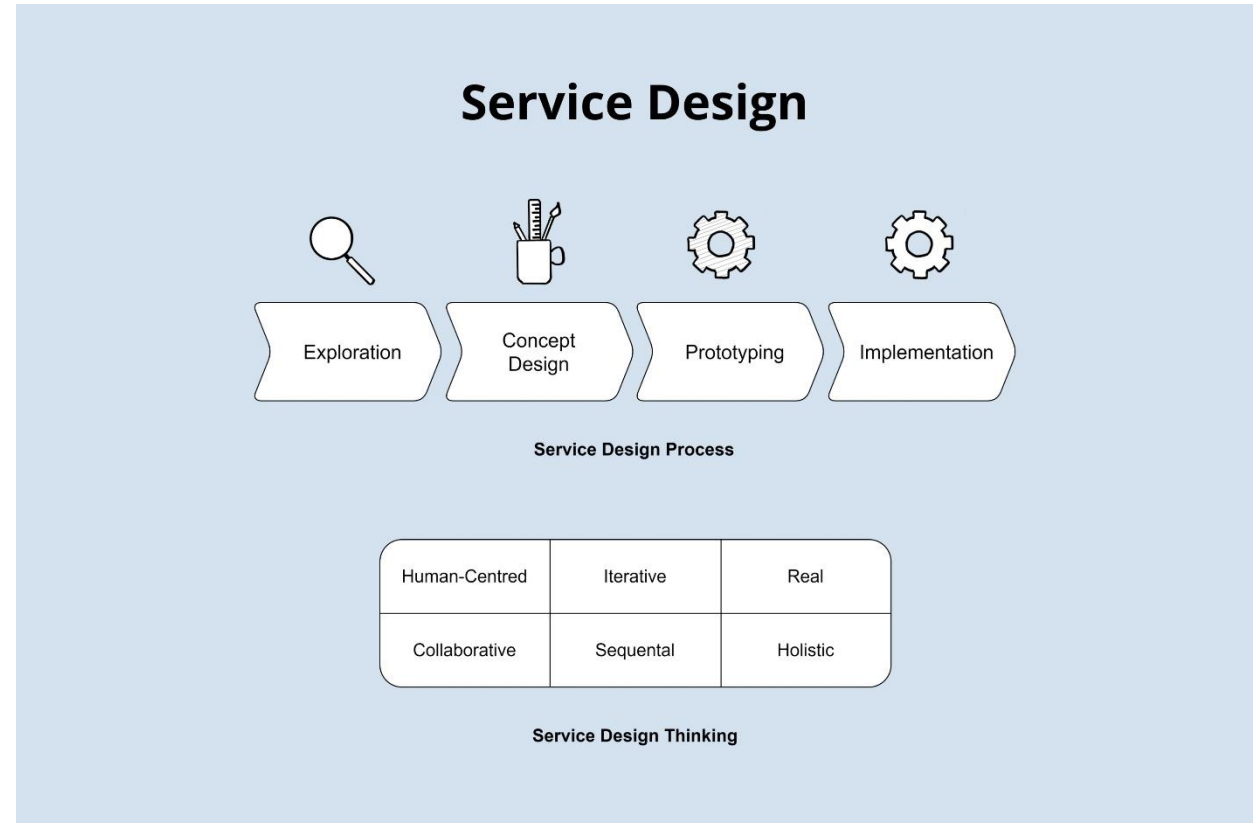 Service Design
Exploration
Concept
Design
Prototyping
Implementation
Service Design Process
Human-Centred
Iterative
Real
Collaborative
Sequental
Holistic
Service Design Thinking